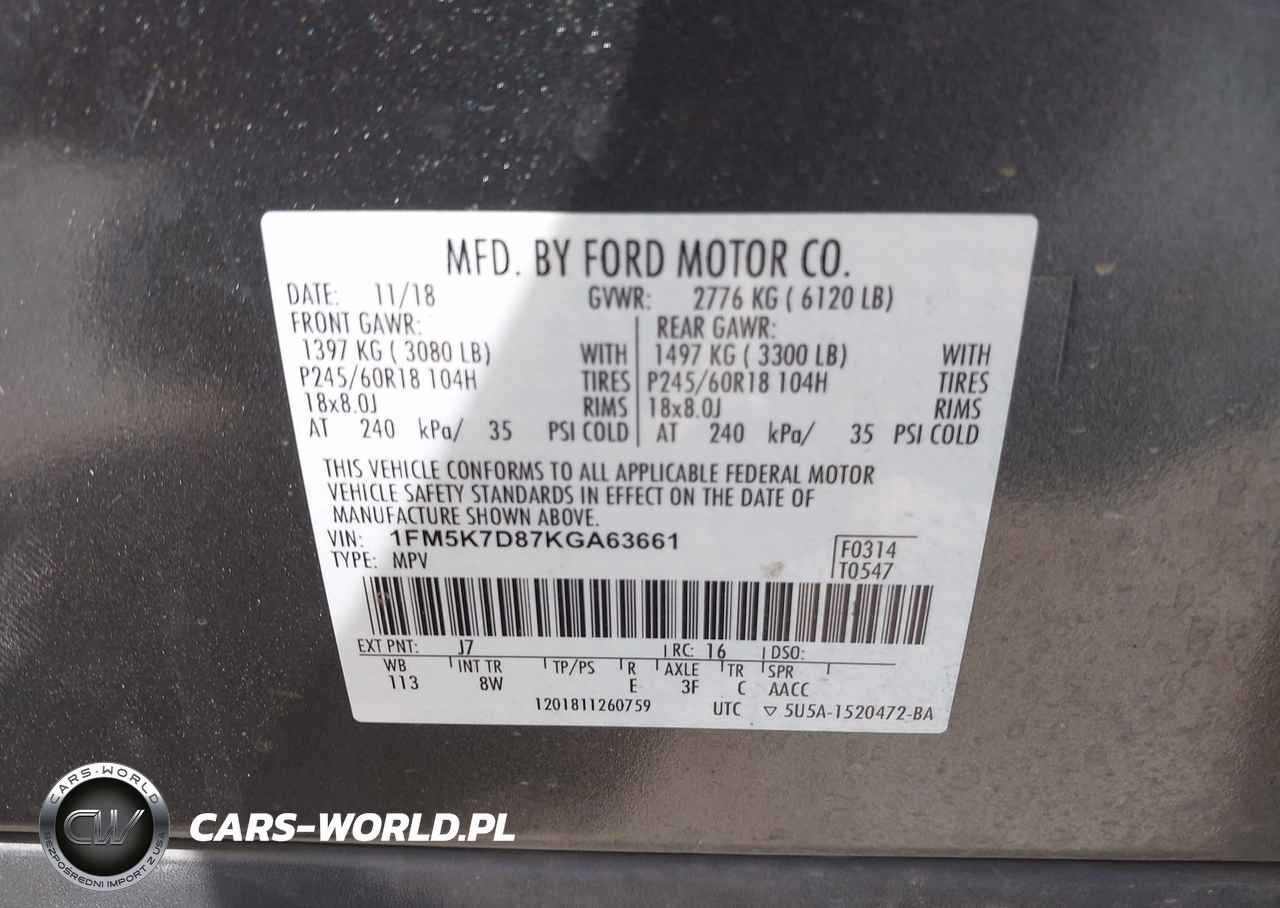 MFD. BY FORD MOTOR CO.
DATE: 11/18 GVWR: 2776 KG ( 6120 LB)
FRONT GAWR: REAR GAWR:
1397 KG ( 3080 LB) WITH 1497 KG ( 3300 LB) WITH
P245/60R18 104H TIRES P245/60R18 104H TIRES
18x8.0J RIMS 18x8.0J RIMS
AT 240 kPa/ 35 PSI COLD AT 240 kPa/ 35 PSI COLD
THIS VEHICLE CONFORMS TO ALL APPLICABLE FEDERAL MOTOR
VEHICLE SAFETY STANDARDS IN EFFECT ON THE DATE OF
MANUFACTURE SHOWN ABOVE.
VIN: 1FM5K7D87KGA63661
F0314
TYPE: MPV
T0547
EXT PNT: J7 RC: 16 DSO:
WB INT TR TP/PS R AXLE TR SPR
113 8W E 3F C AACC
1201811260759 UTC ▽ 5U5A-1520472-BA
CARS-WORLD
CW
BEZPOŚREDNI IMPORT Z USA
CARS-WORLD.PL